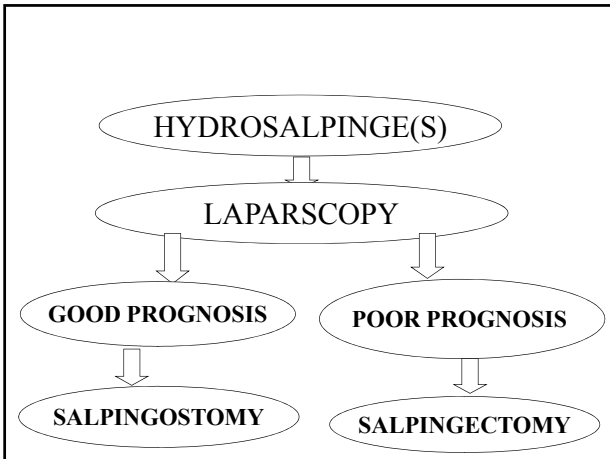 HYDROSALPINGE(S)
LAPARSCOPY
GOOD PROGNOSIS
POOR PROGNOSIS
SALPINGOSTOMY
SALPINGECTOMY